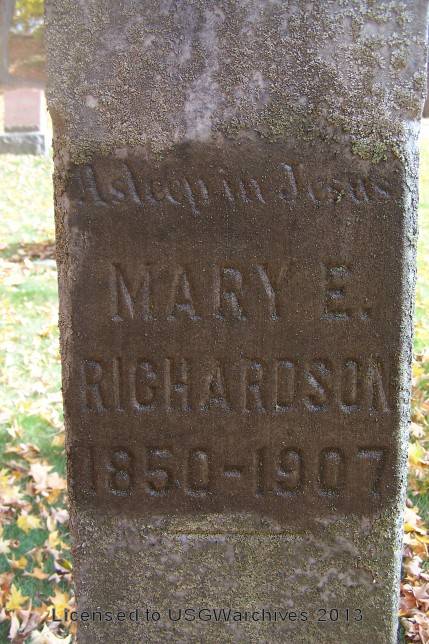 Asleep in Jesus
MARY E.
RICHARDSON
1850-1907
Licensed to USGWarchives 2013